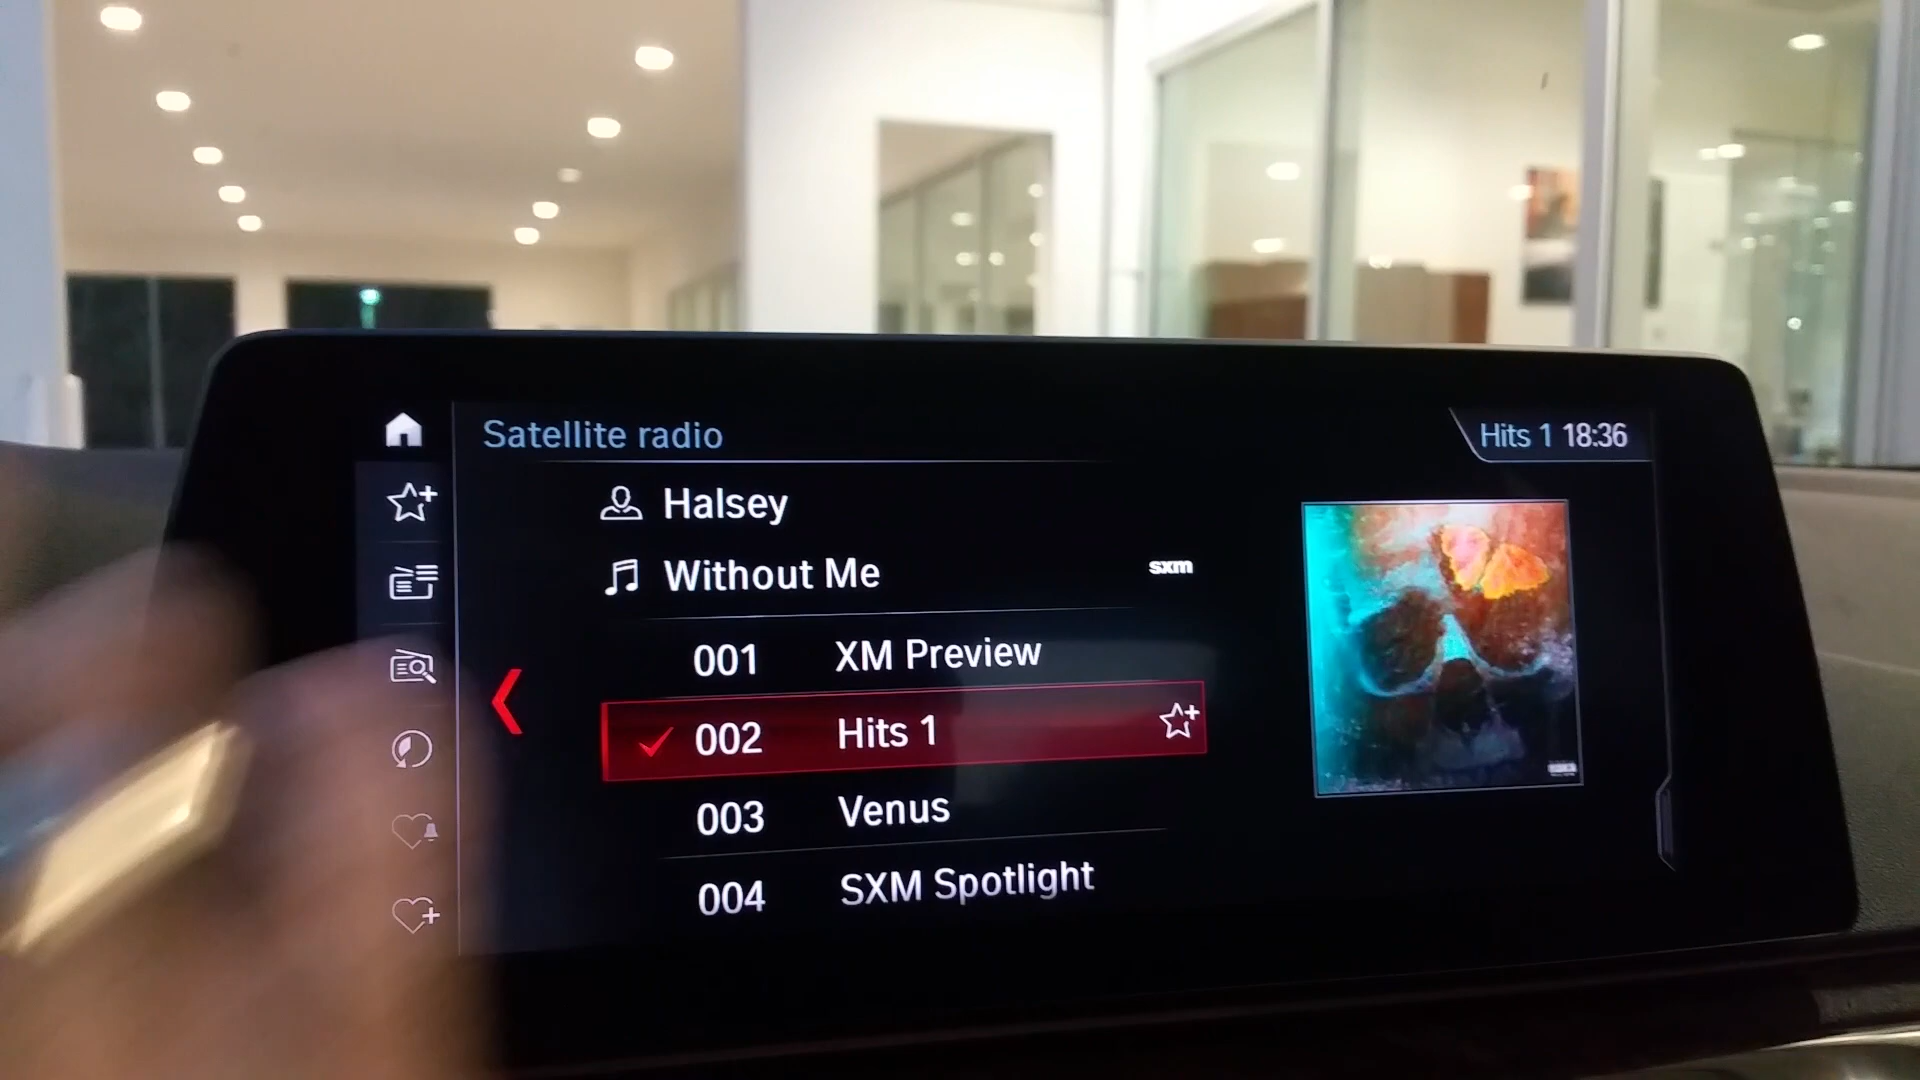 Satellite radio
Hits 1 18:36
Halsey
Without Me
sxm
001 XM Preview
002 Hits 1
003 Venus
004 SXM Spotlight